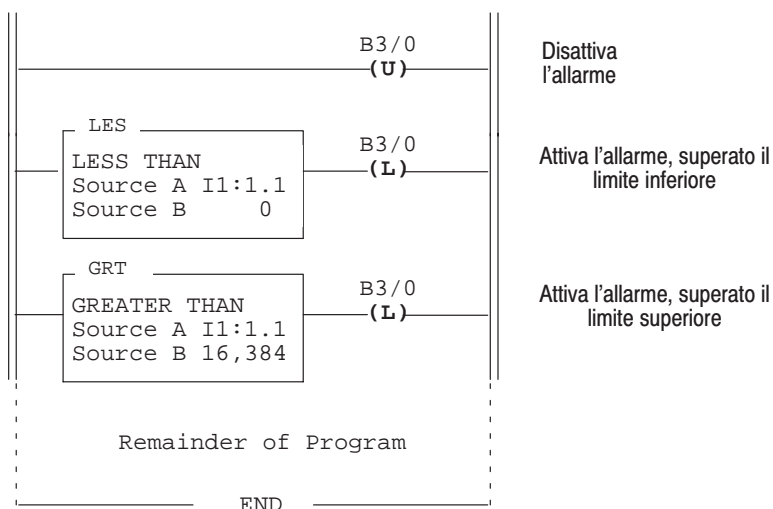 B3/0
(U)
Disattiva
l'allarme
LES
LESS THAN
Source A I1:1.1
Source B 0
B3/0
(L)
Attiva l'allarme, superato il
limite inferiore
GRT
GREATER THAN
Source A I1:1.1
Source B 16,384
B3/0
(L)
Attiva l'allarme, superato il
limite superiore
Remainder of Program
END